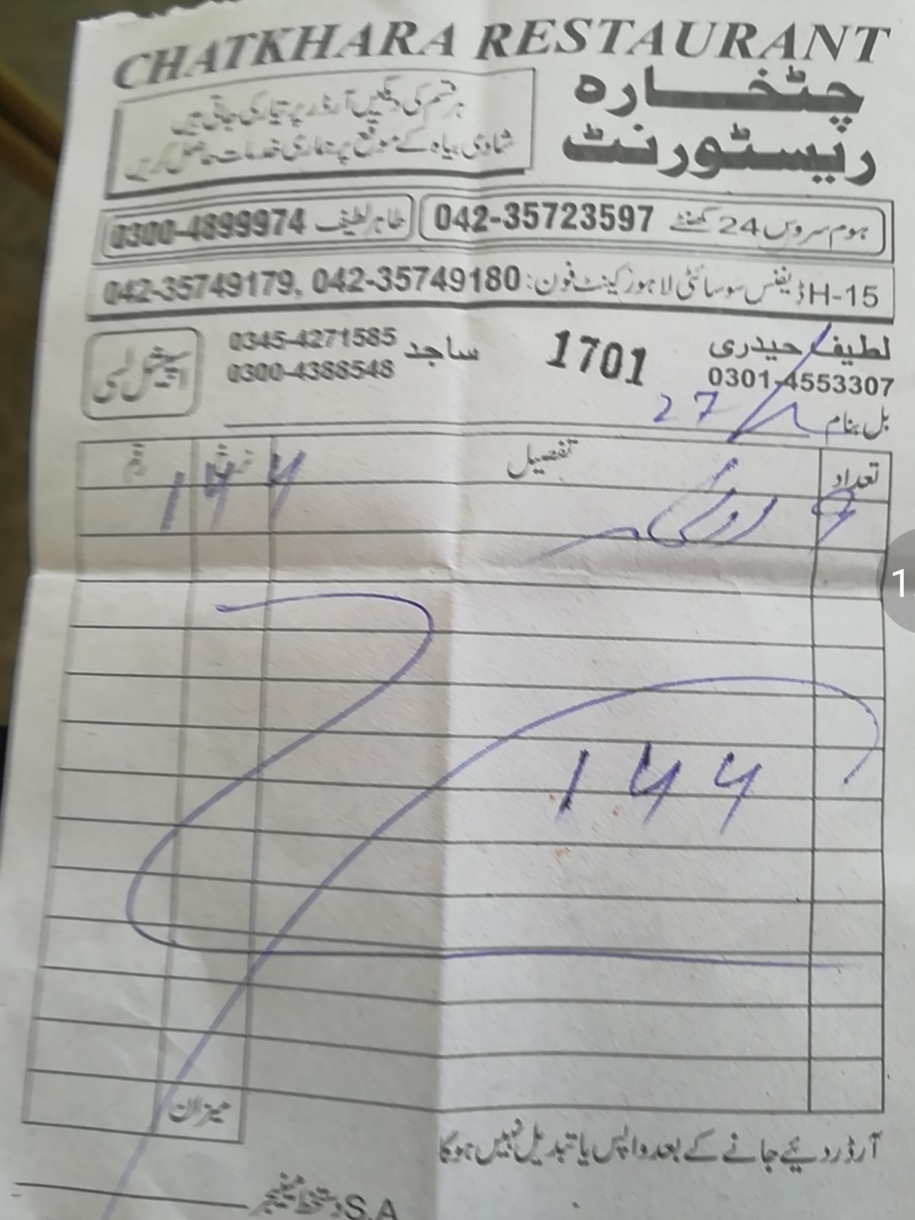 CHATKHARA RESTAURANT
چٹخارہ
ریسٹورنٹ
ہر قسم کی دیگیں آرڈر پر تیار کی جاتی ہیں
شادی بیاہ کے موقع پر ہماری خدمات حاصل کریں
ہوم سروس 24 گھنٹے 042-35723597
طاہر لطیف 0300-4899974
H-15 ڈیفنس سوسائٹی لاہور کینٹ فون: 042-35749180 ,042-35749179
لطیف حیدری
0301-4553307
1701
ساجد 0345-4271585
0300-4388548
اسپیشل لسی
بل بنام 27
تعداد تفصیل نرخ رقم
144
144
میزان
آرڈر دیئے جانے کے بعد واپس یا تبدیل نہیں ہوگا
S.A دستخط منیجر